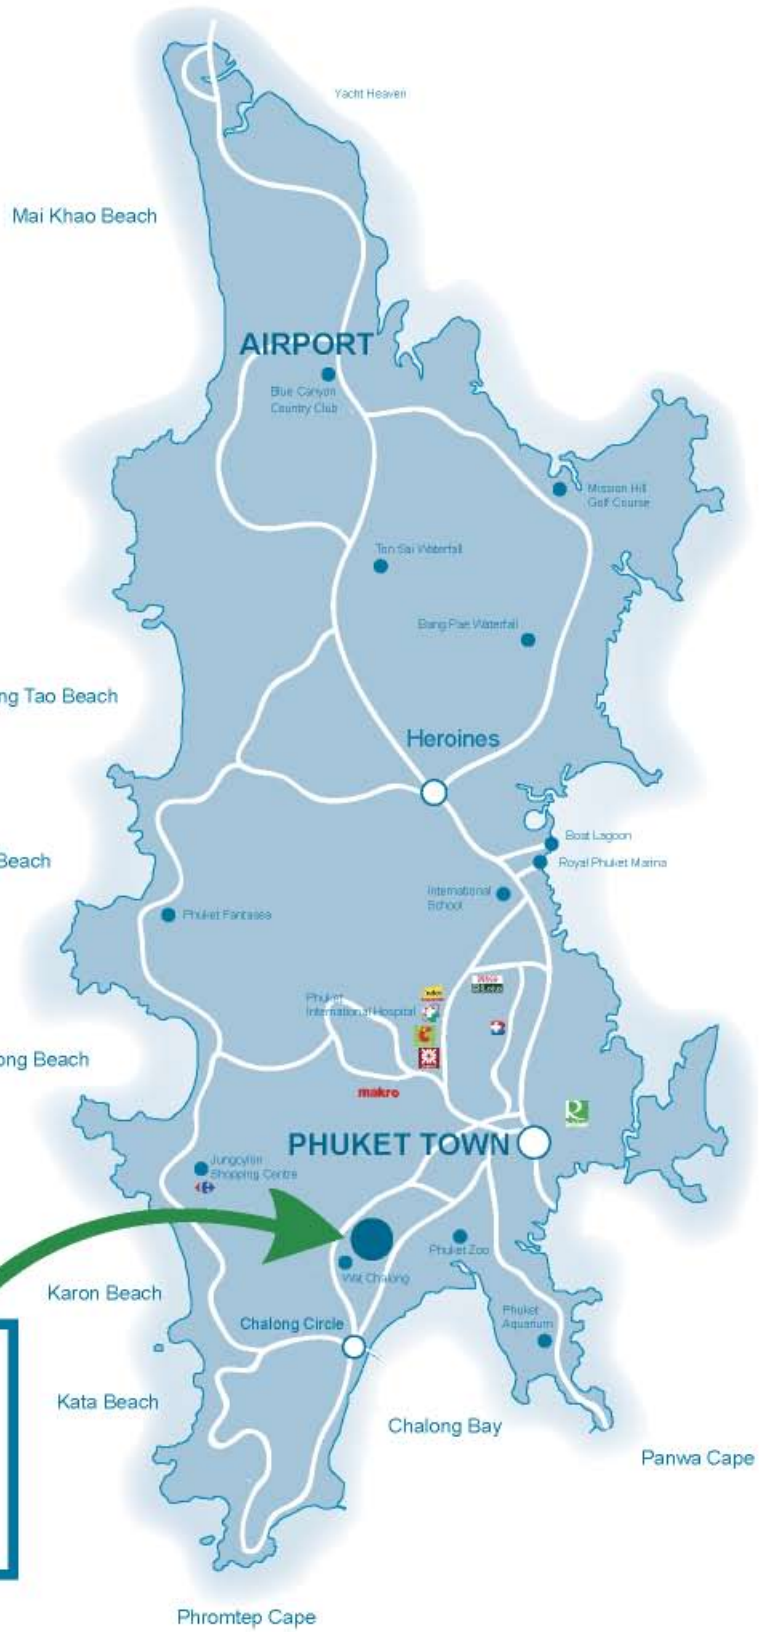 Yacht Heaven
Mai Khao Beach
AIRPORT
Blue Canyon
Country Club
Mission Hill
Golf Course
Ton Sai Waterfall
Bang Pae Waterfall
ng Tao Beach
Heroines
Boat Lagoon
Royal Phuket Marina
Beach
International
School
Phuket Fantasea
Phuket
International Hospital
ong Beach
makro
PHUKET TOWN
Jungcylon
Shopping Centre
Phuket Zoo
Wat Chalong
Karon Beach
Phuket
Aquarium
Chalong Circle
Kata Beach
Chalong Bay
Panwa Cape
Phromtep Cape